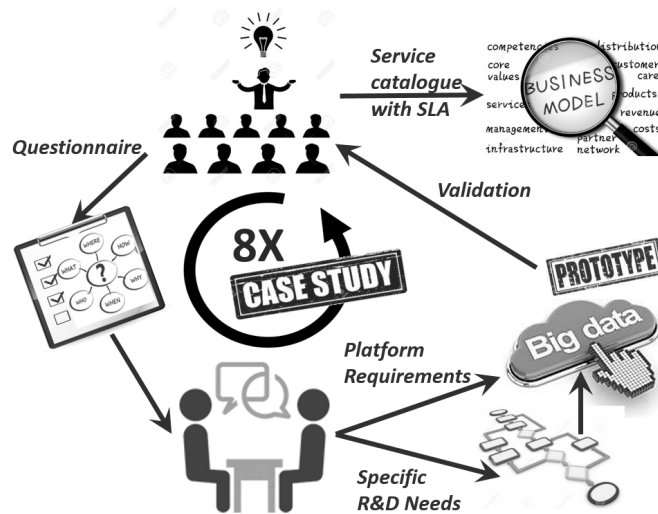 Service
catalogue
with SLA
competences
distribution
core
values
customer
care
BUSINESS
MODEL
services
products
revenue
management
costs
partner
infrastructure
network
Questionnaire
Validation
WHERE
HOW
WHAT
?
WHY
WHO
WHEN
8X
CASE STUDY
PROTOTYPE
Big data
Platform
Requirements
Specific
R&D Needs